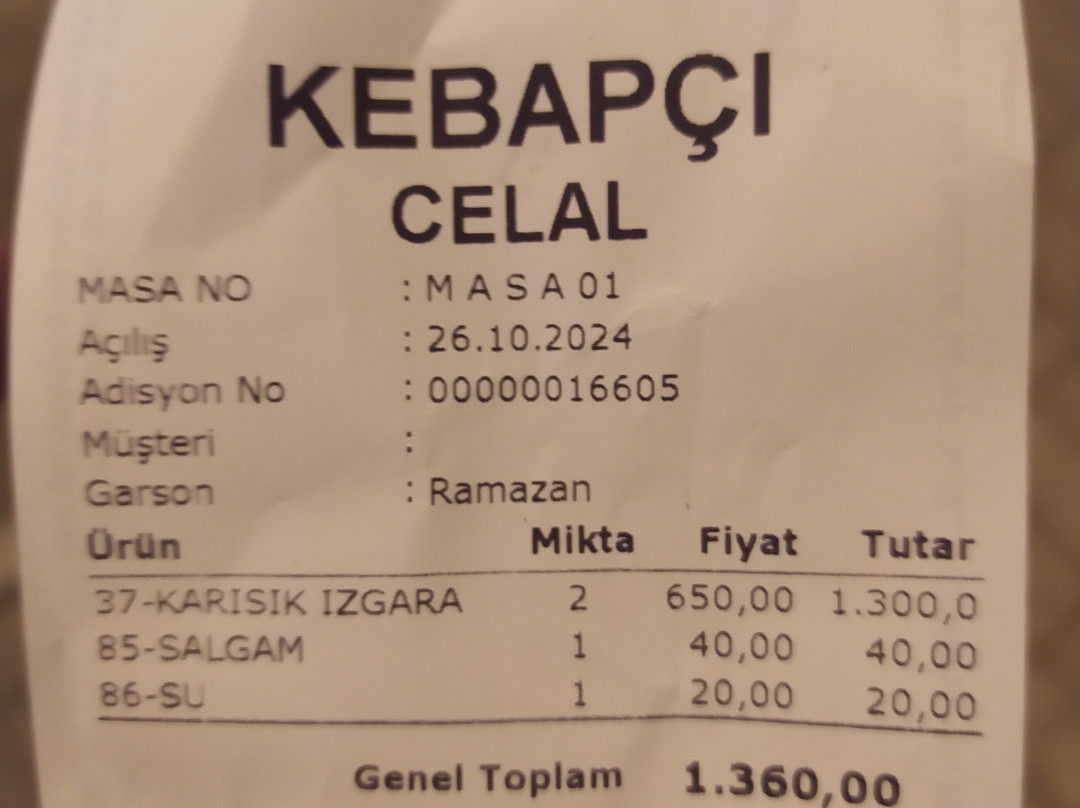 KEBAPÇI
CELAL
MASA NO : M A S A 01
Açılış : 26.10.2024
Adisyon No : 00000016605
Müşteri :
Garson : Ramazan
Ürün Mikta Fiyat Tutar
37-KARISIK IZGARA 2 650,00 1.300,0
85-SALGAM 1 40,00 40,00
86-SU 1 20,00 20,00
Genel Toplam 1.360,00